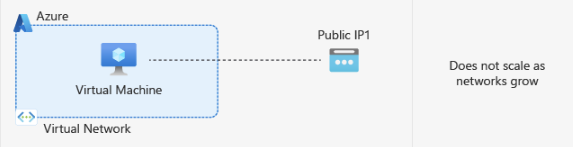 Azure
Public IP1
Virtual Machine
Virtual Network
Does not scale as
networks grow